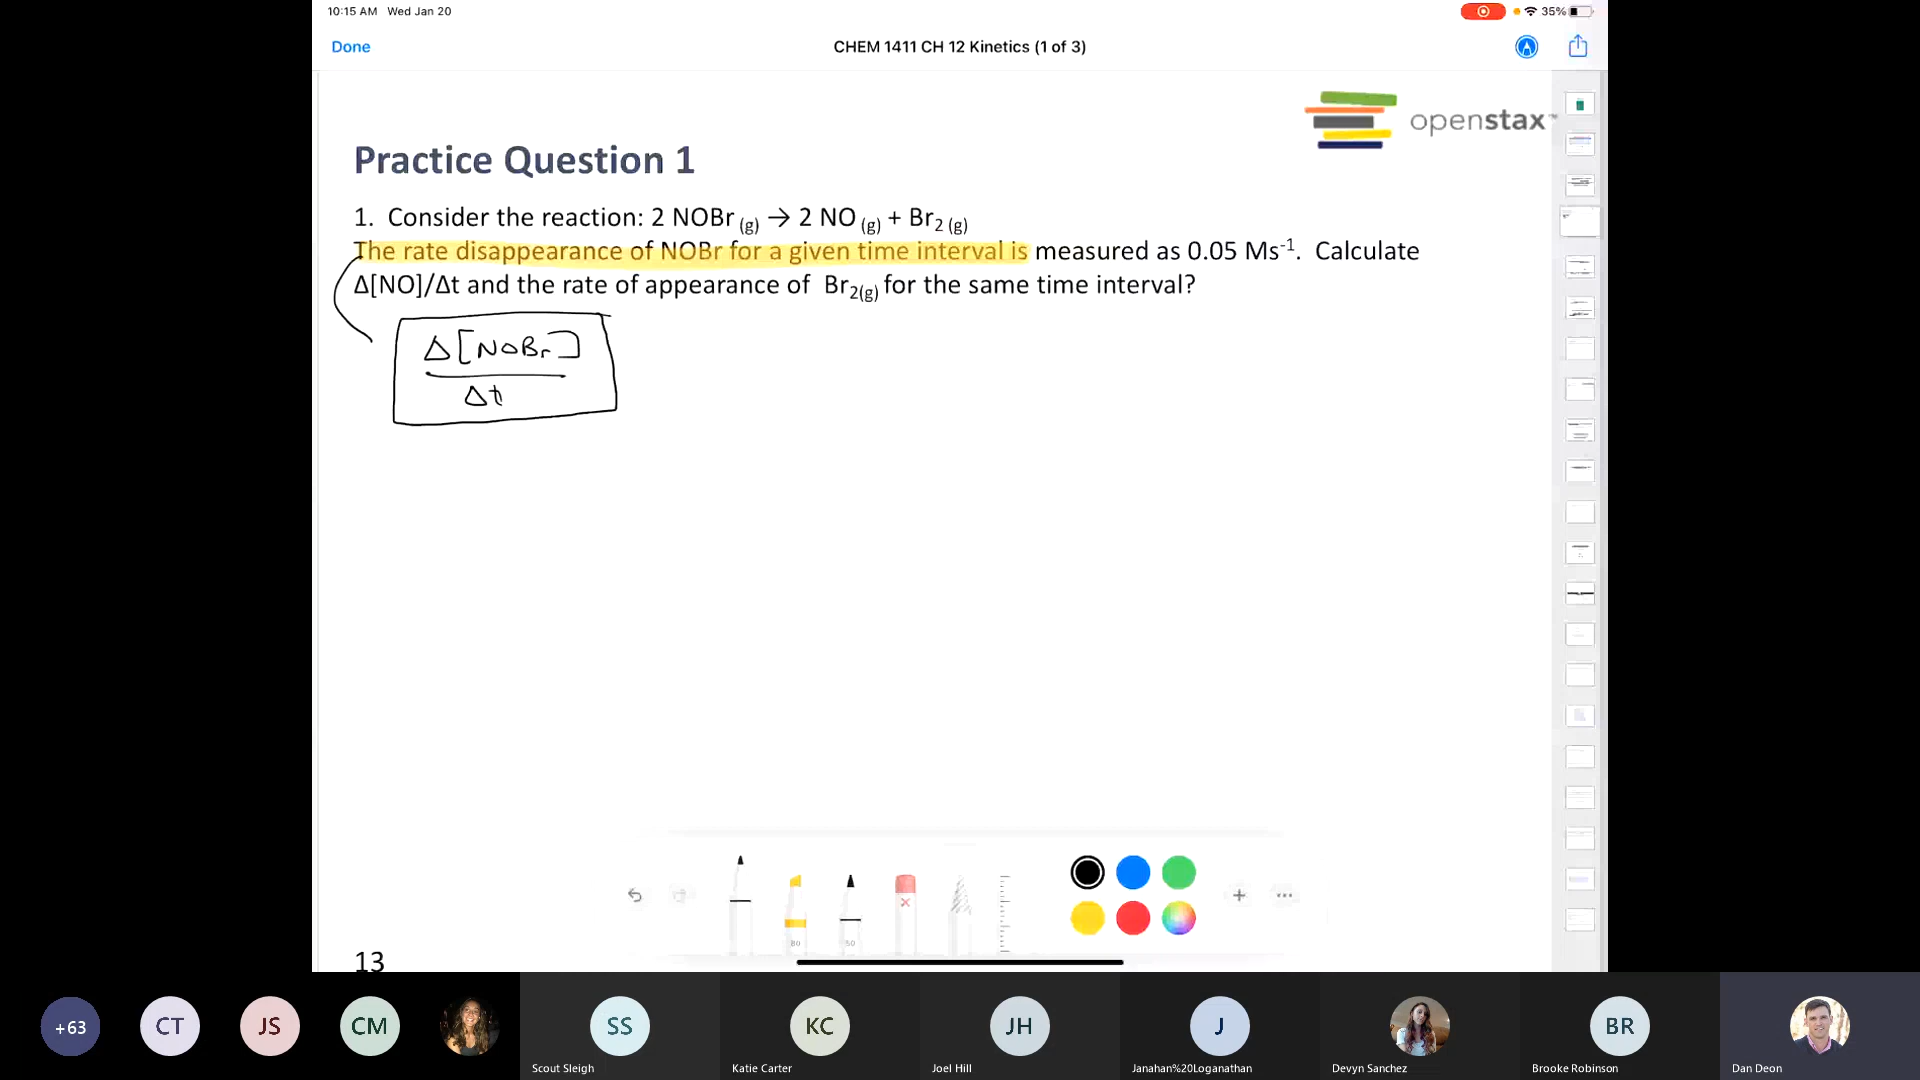 10:15 AM Wed Jan 20
35%
Done
CHEM 1411 CH 12 Kinetics (1 of 3)
openstax™
Practice Question 1
1. Consider the reaction: 2 NOBr (g) → 2 NO (g) + Br2 (g)
The rate disappearance of NOBr for a given time interval is measured as 0.05 Ms-1. Calculate
Δ[NO]/Δt and the rate of appearance of Br2(g) for the same time interval?
Δ[NOBr]
Δt
80
50
13
+63
CT
JS
CM
SS
KC
JH
J
BR
Scout Sleigh
Katie Carter
Joel Hill
Janahan%20Loganathan
Devyn Sanchez
Brooke Robinson
Dan Deon